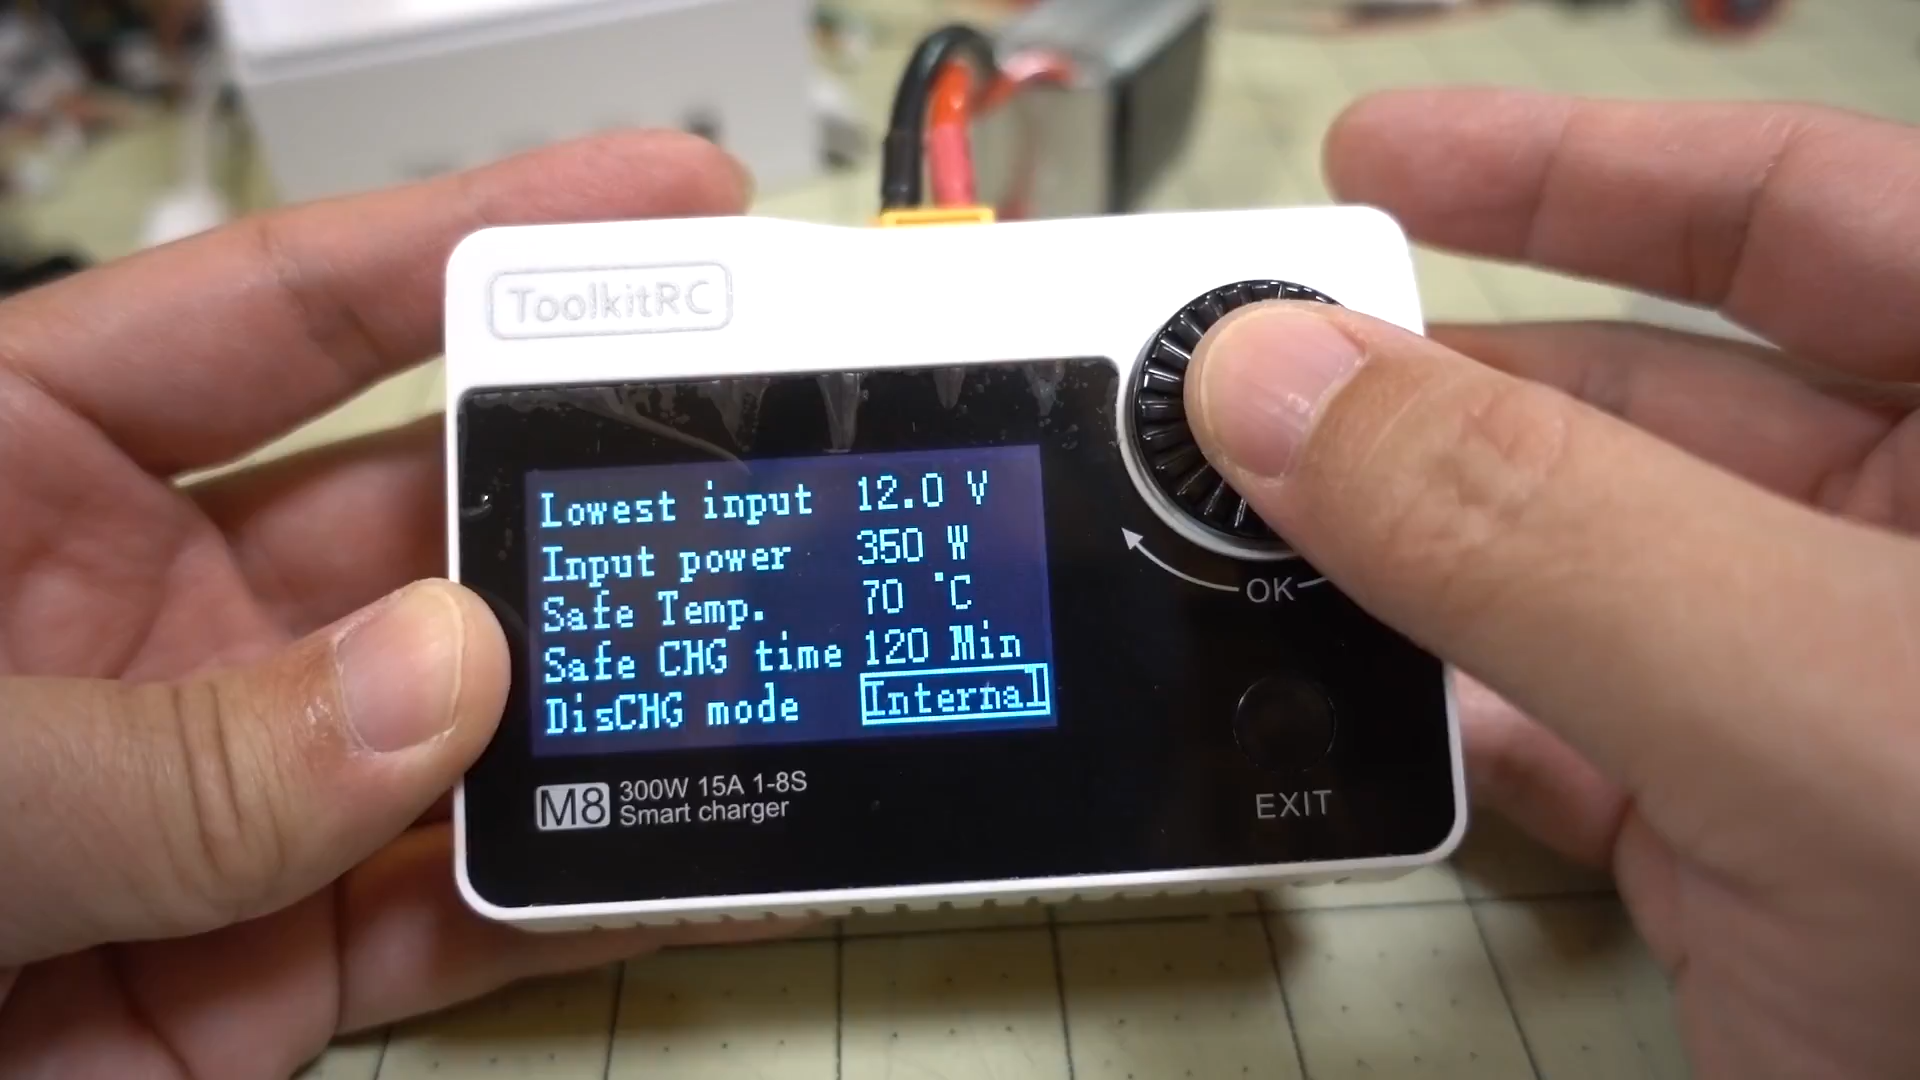 ToolkitRC
Lowest input 12.0 V
Input power 350 W
Safe Temp. 70 °C
Safe CHG time 120 Min
DisCHG mode Internal
M8 300W 15A 1-8S
Smart charger
OK
EXIT